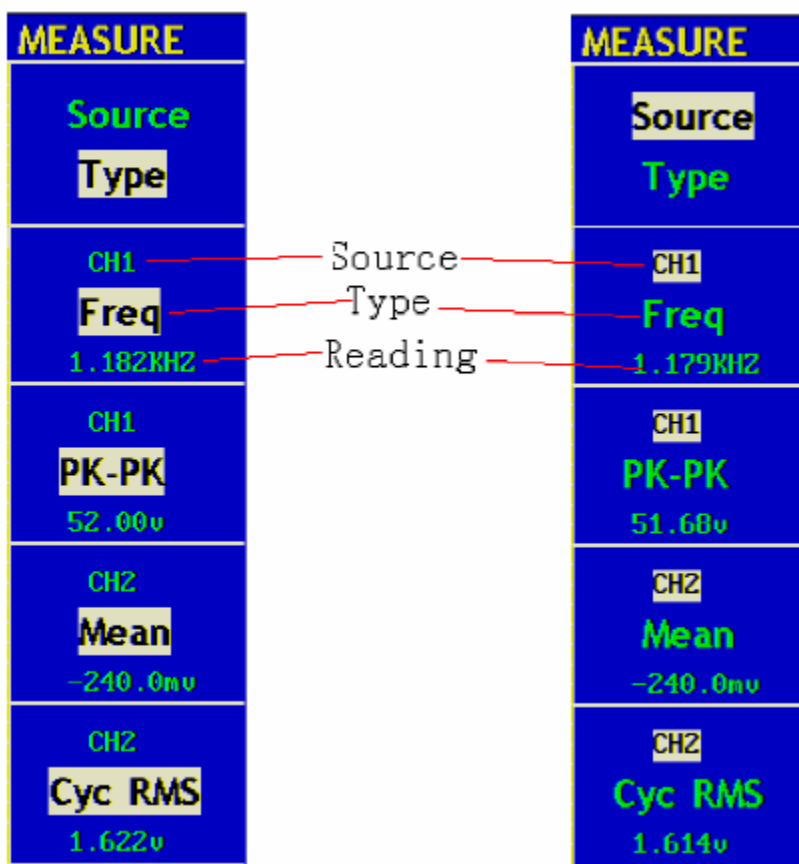 MEASURE
Source
Type
CH1
Freq
1.182KHZ
CH1
PK-PK
52.00v
CH2
Mean
-240.0mv
CH2
Cyc RMS
1.622v
Source
Type
Reading
MEASURE
Source
Type
CH1
Freq
1.179KHZ
CH1
PK-PK
51.68v
CH2
Mean
-240.0mv
CH2
Cyc RMS
1.614v